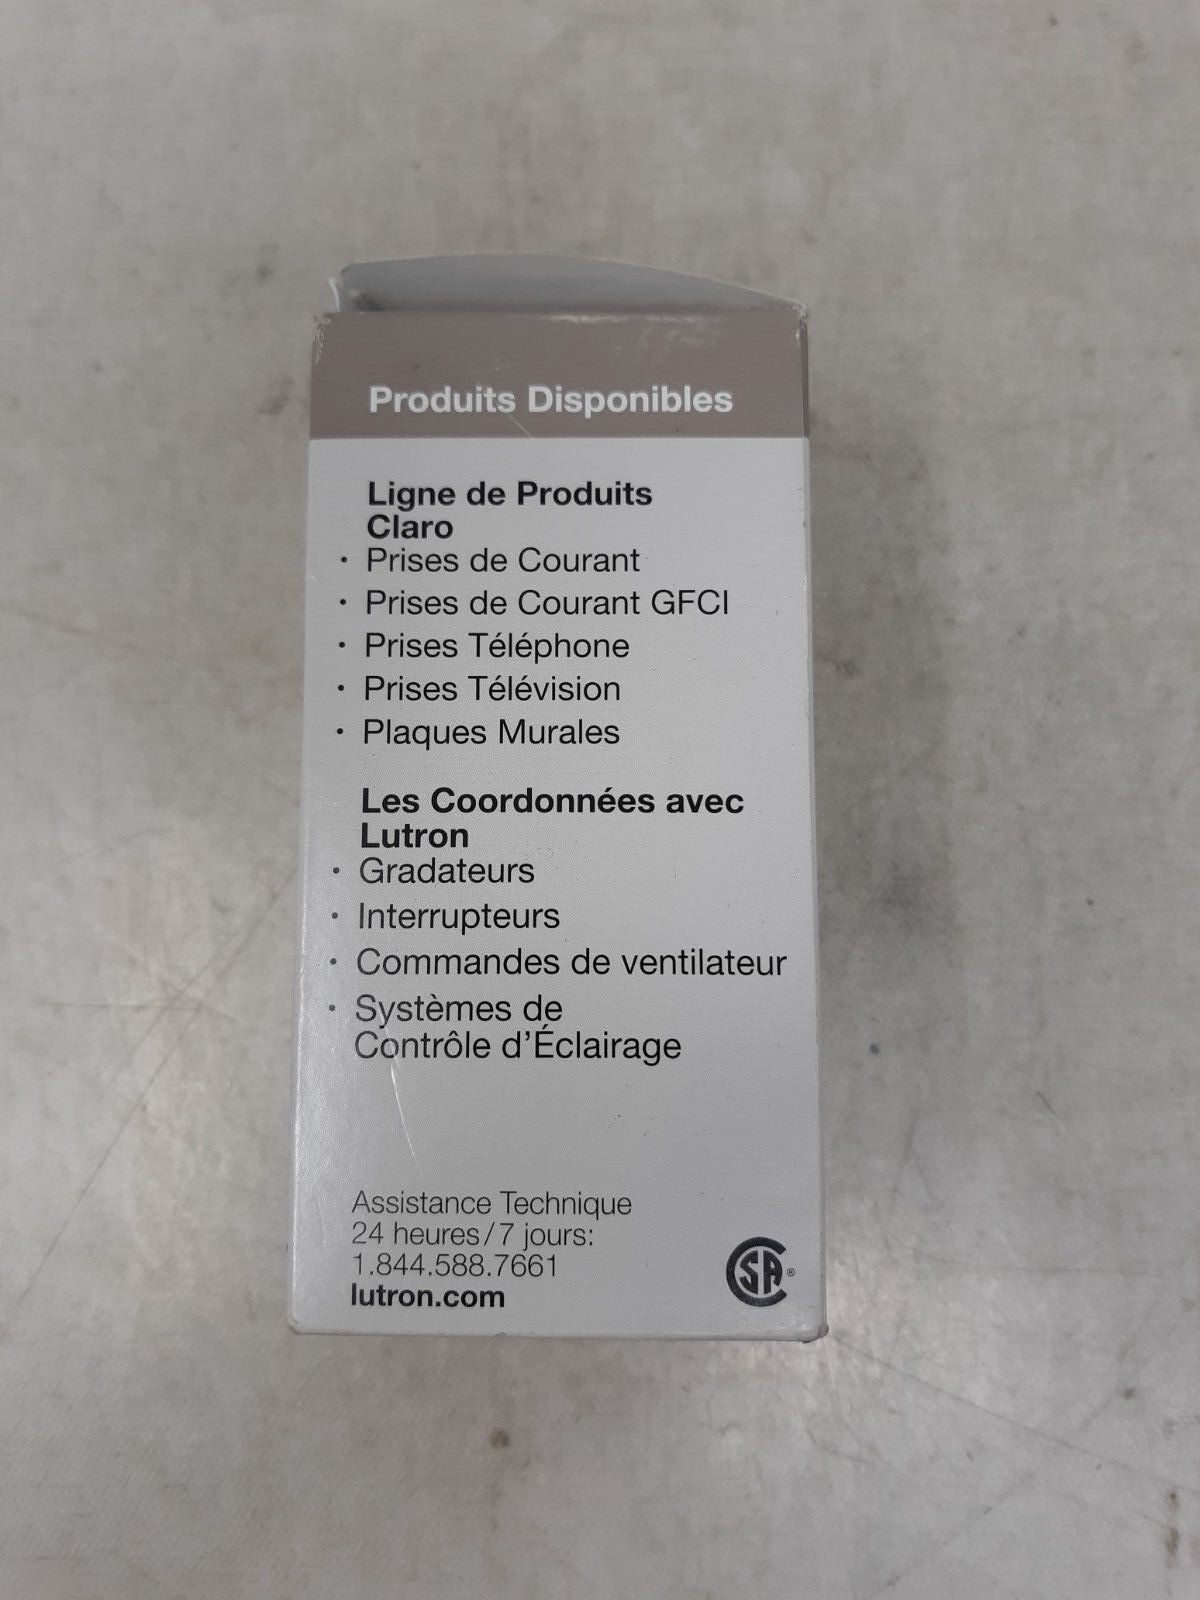 Produits Disponibles
Ligne de Produits
Claro
· Prises de Courant
· Prises de Courant GFCI
· Prises Téléphone
· Prises Télévision
· Plaques Murales
Les Coordonnées avec
Lutron
· Gradateurs
· Interrupteurs
· Commandes de ventilateur
· Systèmes de
Contrôle d'Éclairage
Assistance Technique
24 heures/7 jours:
1.844.588.7661
lutron.com
CSA®